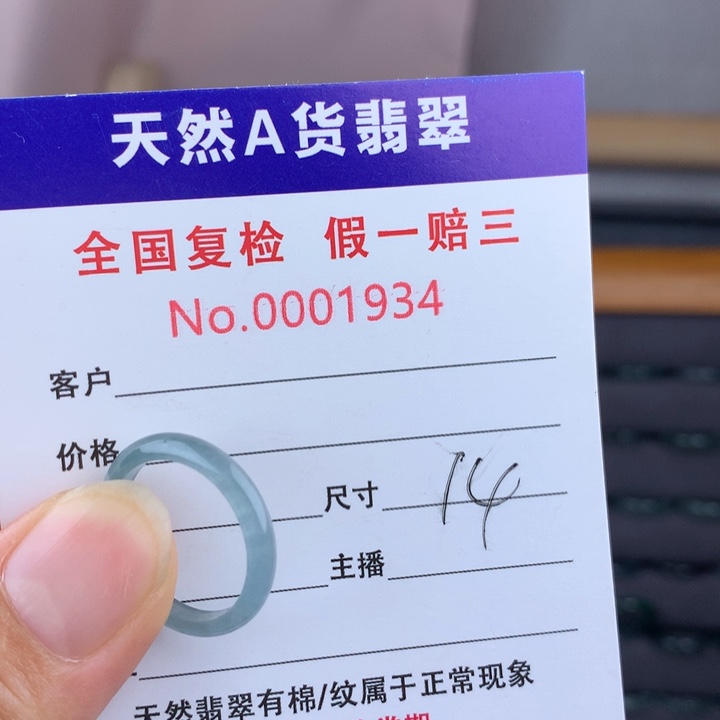 天然A货翡翠
全国复检 假一赔三
No.0001934
客户
价格
尺寸 14
主播
天然翡翠有棉/纹属于正常现象